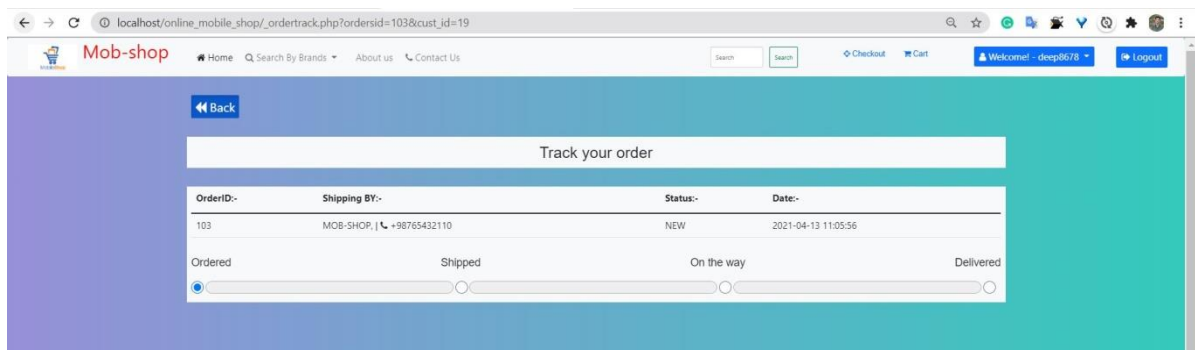 localhost/online_mobile_shop/_ordertrack.php?ordersid=103&cust_id=19
Mob-shop Home Search By Brands About us Contact Us Search Search Checkout Cart Welcome! - deep8678 Logout
Back
Track your order
OrderID:- Shipping BY:- Status:- Date:-
103 MOB-SHOP, | +98765432110 NEW 2021-04-13 11:05:56
Ordered Shipped On the way Delivered